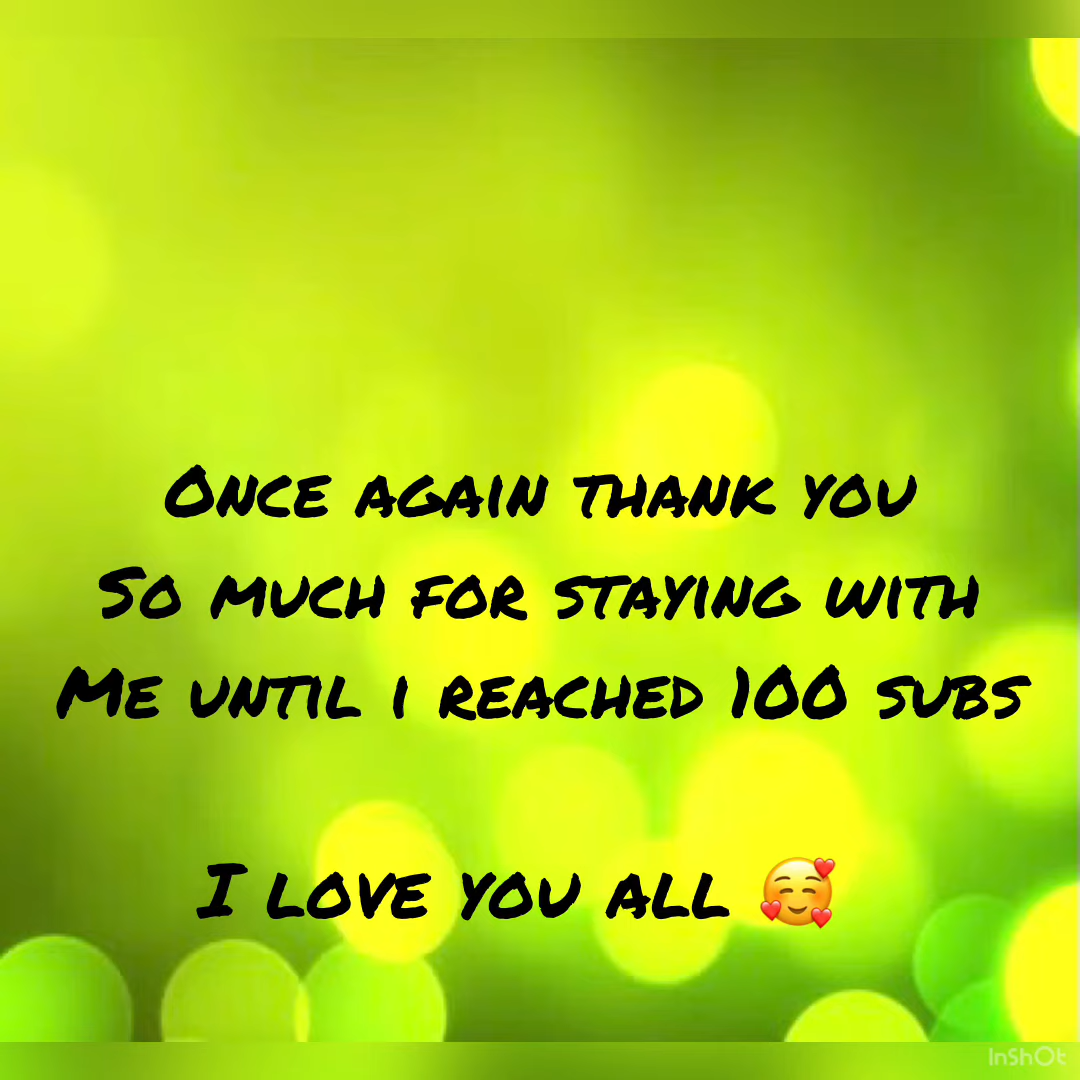 Once again thank you
So much for staying with
Me until i reached 100 subs
I love you all 🥰
InShOt